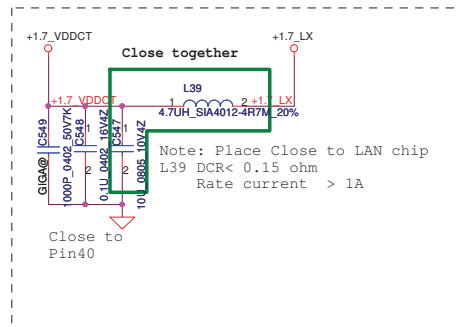 +1.7_VDDCT
+1.7_LX
Close together
L39
+1.7_VDDCT
1
2
+1.7_LX
4.7UH_SIA4012-4R7M_20%
C549
GIGA@
1000P_0402_50V7K
C548
1
2
0.1U_0402_16V4Z
C547
1
2
10U_0805_10V4Z
Note: Place Close to LAN chip
L39 DCR< 0.15 ohm
Rate current > 1A
Close to
Pin40